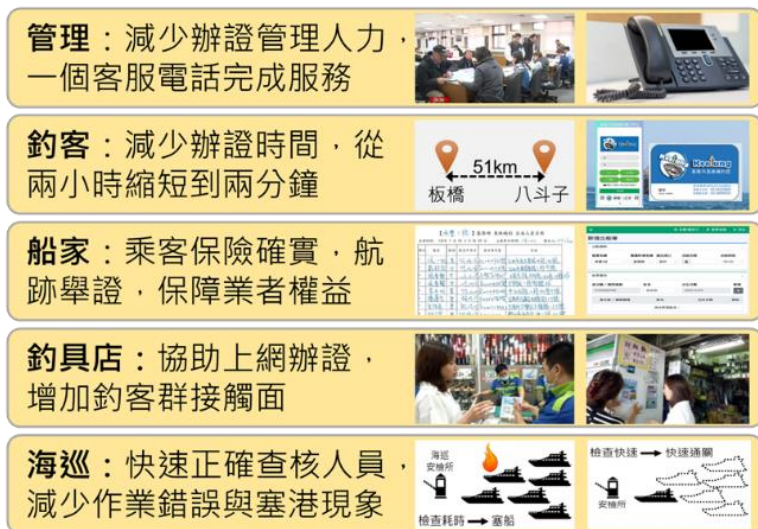 管理：減少辦證管理人力，
一個客服電話完成服務
釣客：減少辦證時間，從
兩小時縮短到兩分鐘
51km
板橋
八斗子
Keelung
船家：乘客保險確實，航
跡舉證，保障業者權益
釣具店：協助上網辦證，
增加釣客群接觸面
海巡：快速正確查核人員，
減少作業錯誤與塞港現象
海巡
安檢所
檢查耗時
塞船
檢查快速
快速通關
安檢所